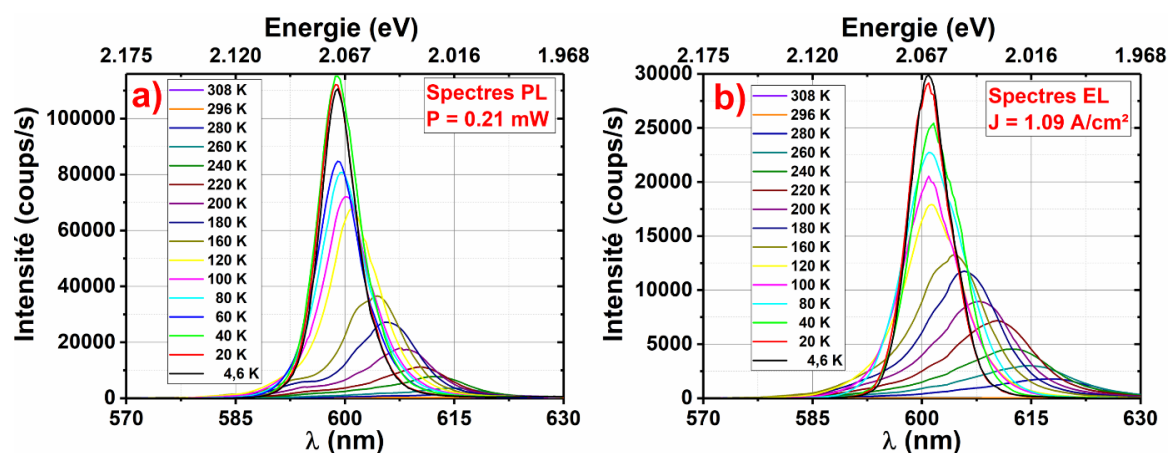 Energie (eV)
2.175 2.120 2.067 2.016 1.968
a)
Spectres PL
P = 0.21 mW
308 K
296 K
280 K
260 K
240 K
220 K
200 K
180 K
160 K
120 K
100 K
80 K
60 K
40 K
20 K
4,6 K
Intensité (coups/s)
100000
80000
60000
40000
20000
0
570 585 600 615 630
λ (nm)
Energie (eV)
2.175 2.120 2.067 2.016 1.968
b)
Spectres EL
J = 1.09 A/cm²
308 K
296 K
280 K
260 K
240 K
220 K
200 K
180 K
160 K
120 K
100 K
80 K
40 K
20 K
4,6 K
Intensité (coups/s)
30000
25000
20000
15000
10000
5000
0
570 585 600 615 630
λ (nm)